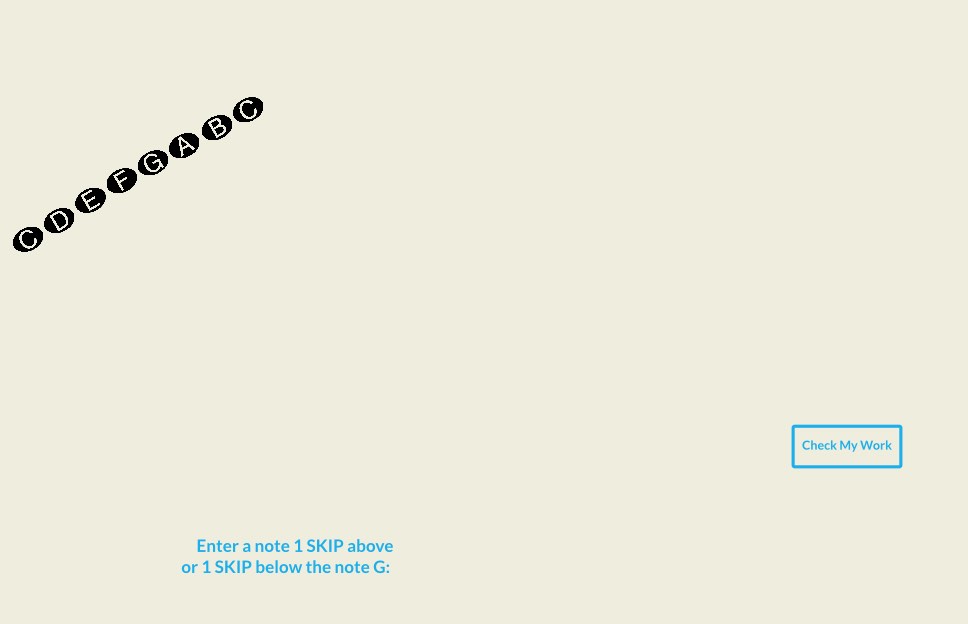 C D E F G A B C
Check My Work
Enter a note 1 SKIP above
or 1 SKIP below the note G: